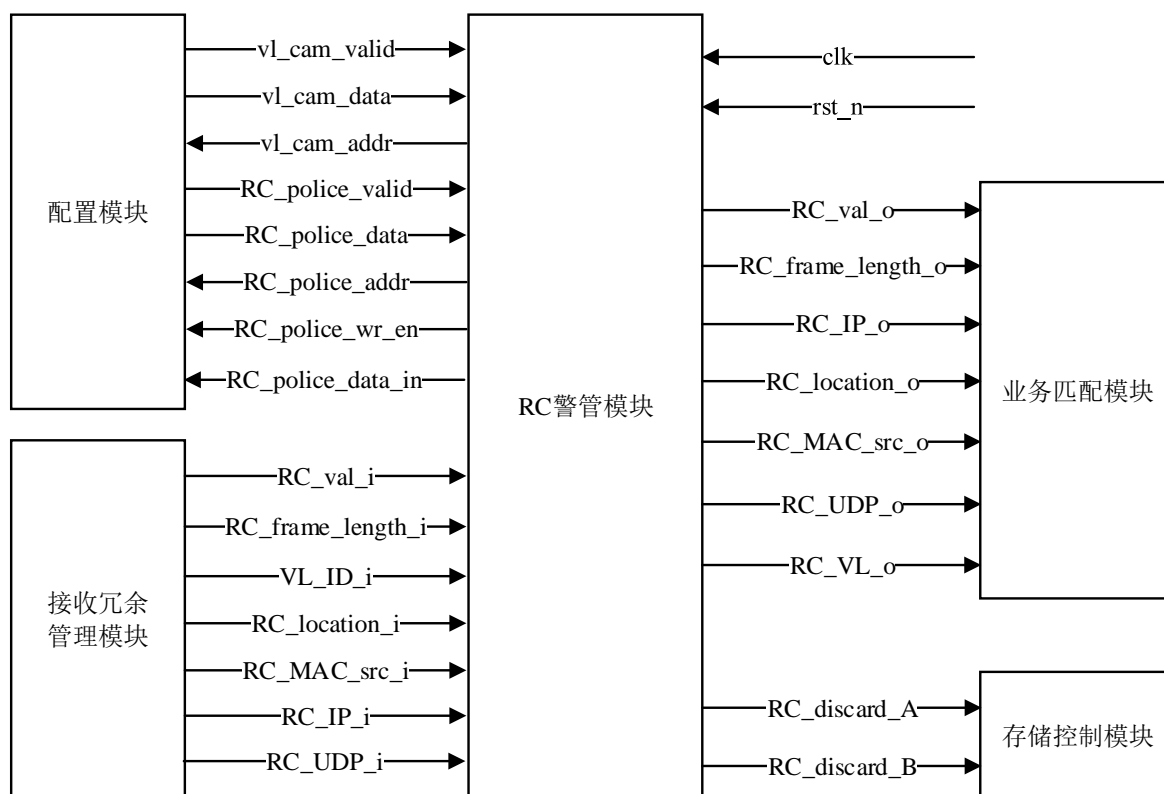 配置模块
vl_cam_valid
vl_cam_data
vl_cam_addr
RC_police_valid
RC_police_data
RC_police_addr
RC_police_wr_en
RC_police_data_in
接收冗余
管理模块
RC_val_i
RC_frame_length_i
VL_ID_i
RC_location_i
RC_MAC_src_i
RC_IP_i
RC_UDP_i
RC警管模块
clk
rst_n
RC_val_o
RC_frame_length_o
RC_IP_o
RC_location_o
RC_MAC_src_o
RC_UDP_o
RC_VL_o
业务匹配模块
RC_discard_A
RC_discard_B
存储控制模块